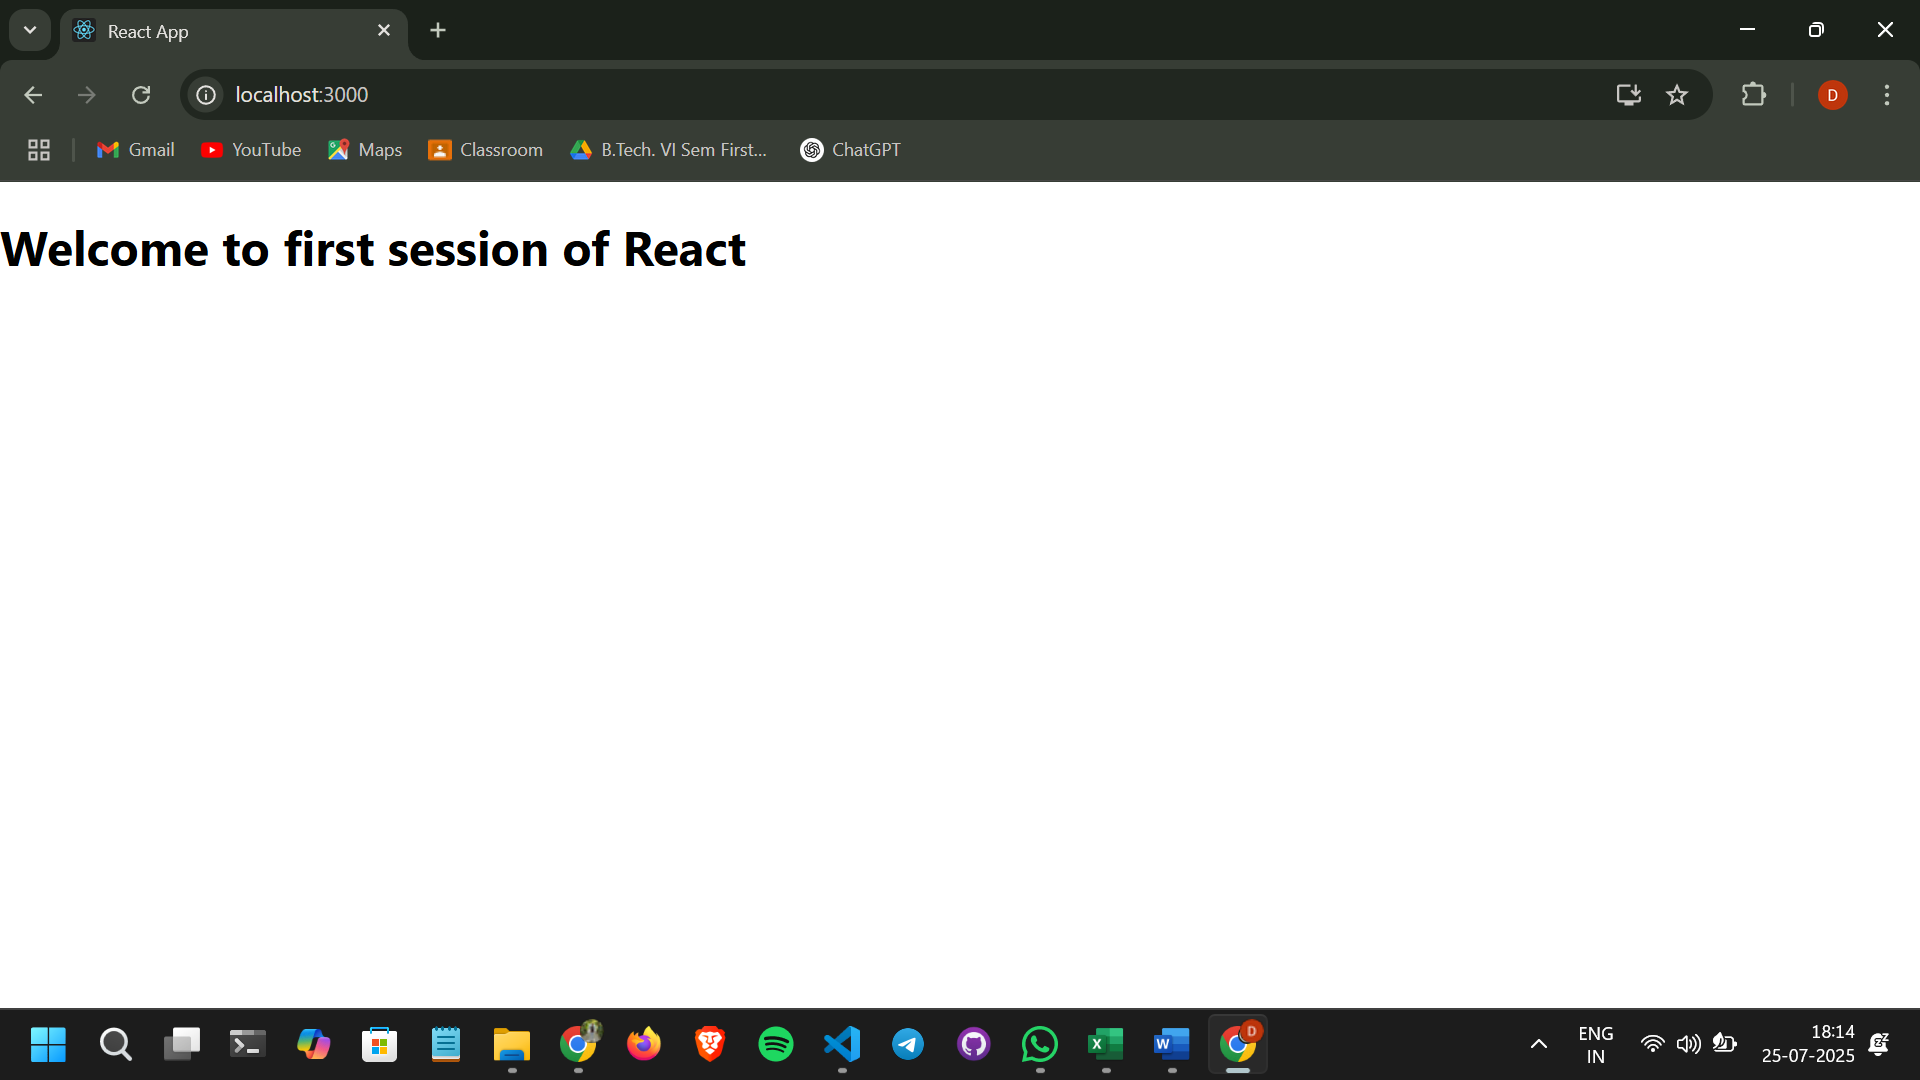 React App
localhost:3000
D
Gmail
YouTube
Maps
Classroom
B.Tech. VI Sem First...
ChatGPT
Welcome to first session of React
D
ENG
IN
18:14
25-07-2025